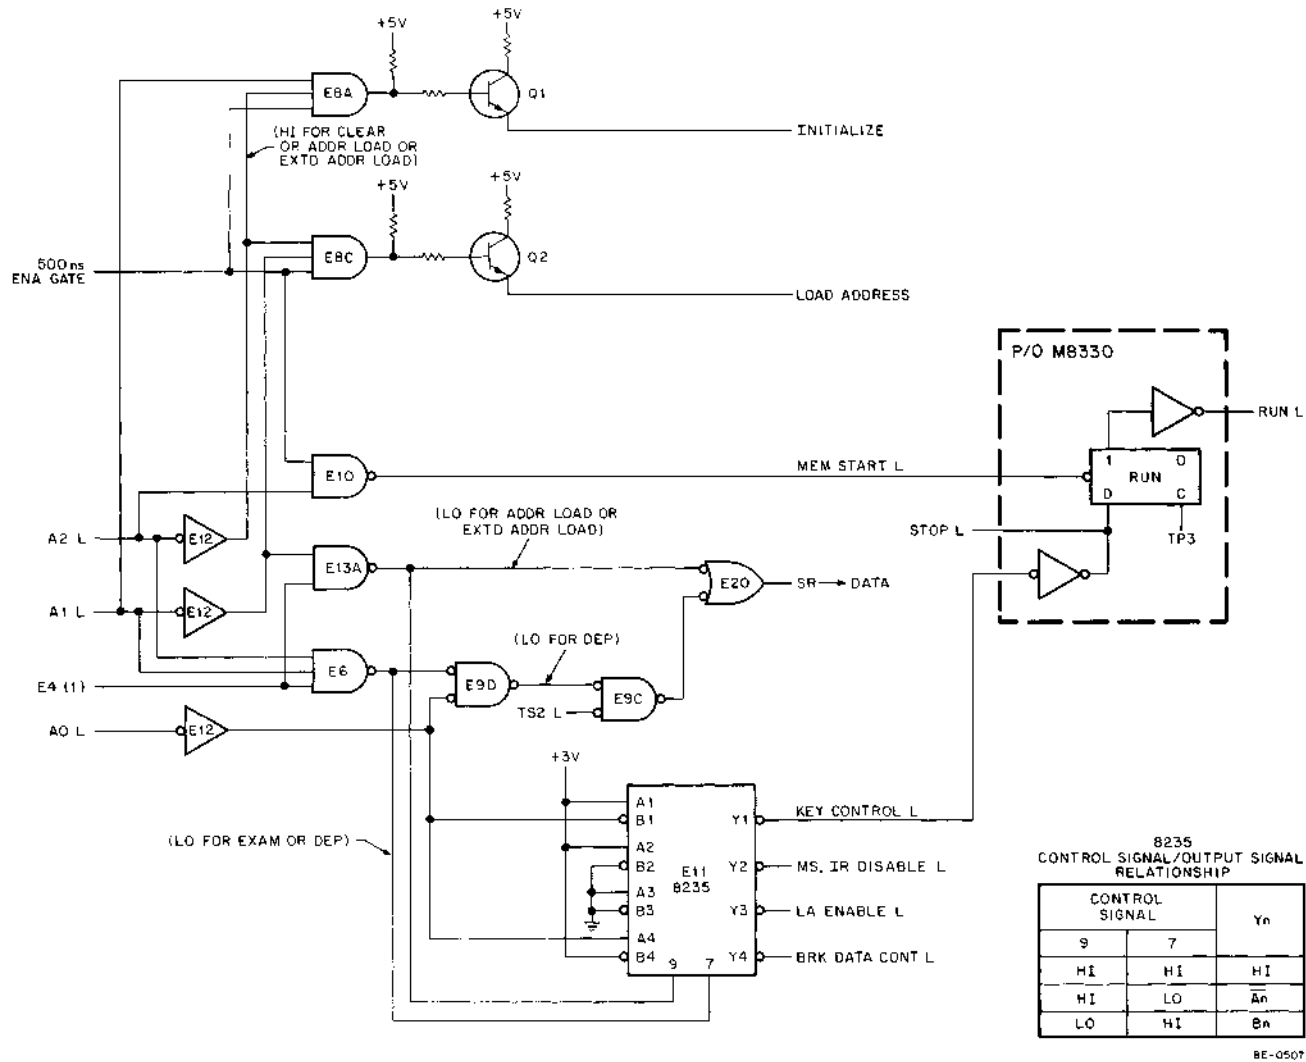 +5V
E8A
Q1
INITIALIZE
(HI FOR CLEAR
OR ADDR LOAD OR
EXTD ADDR LOAD)
+5V
E8C
Q2
500ns
ENA GATE
LOAD ADDRESS
P/O M8330
RUN L
E10
MEM START L
1 0
RUN
D C
(LO FOR ADDR LOAD OR
EXTD ADDR LOAD)
STOP L
TP3
A2 L
E12
E13A
E20
SR → DATA
A1 L
E12
(LO FOR DEP)
E6
E9D
E9C
E4 (1)
TS2 L
A0 L
E12
+3V
A1
B1
Y1
KEY CONTROL L
(LO FOR EXAM OR DEP)
A2
B2
E11
8235
Y2
MS, IR DISABLE L
A3
B3
Y3
LA ENABLE L
A4
B4
Y4
BRK DATA CONT L
9 7
8235
CONTROL SIGNAL/OUTPUT SIGNAL
RELATIONSHIP
CONTROL
SIGNAL
Yn
9 7
HI HI HI
HI LO A̅n̅
LO HI Bn
BE-0507